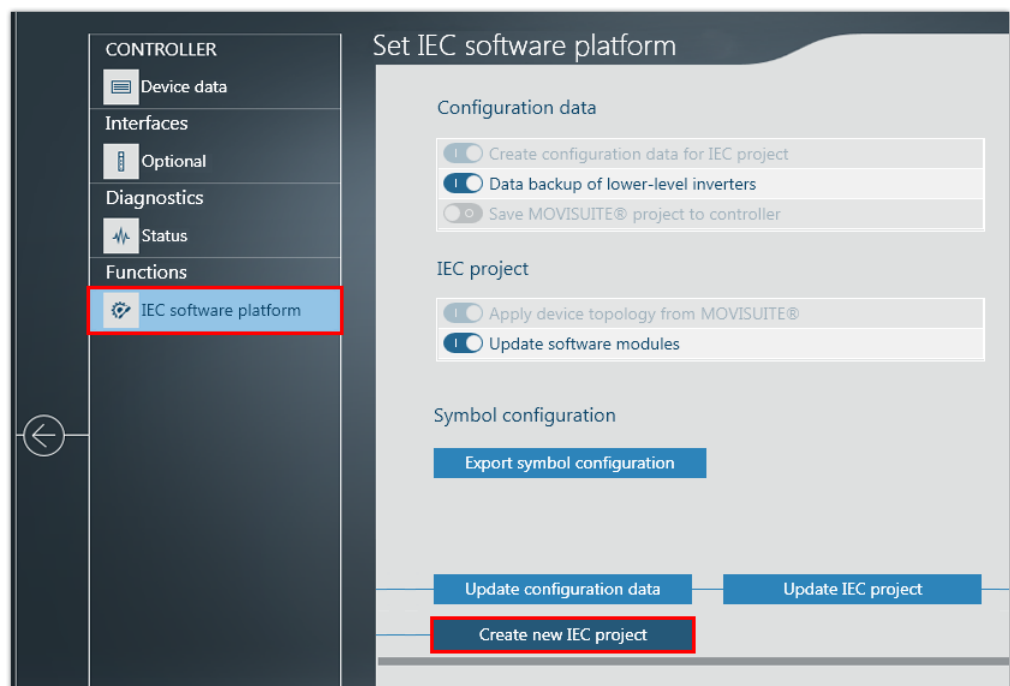 CONTROLLER
Device data
Interfaces
Optional
Diagnostics
Status
Functions
IEC software platform
Set IEC software platform
Configuration data
Create configuration data for IEC project
Data backup of lower-level inverters
Save MOVISUITE® project to controller
IEC project
Apply device topology from MOVISUITE®
Update software modules
Symbol configuration
Export symbol configuration
Update configuration data
Update IEC project
Create new IEC project